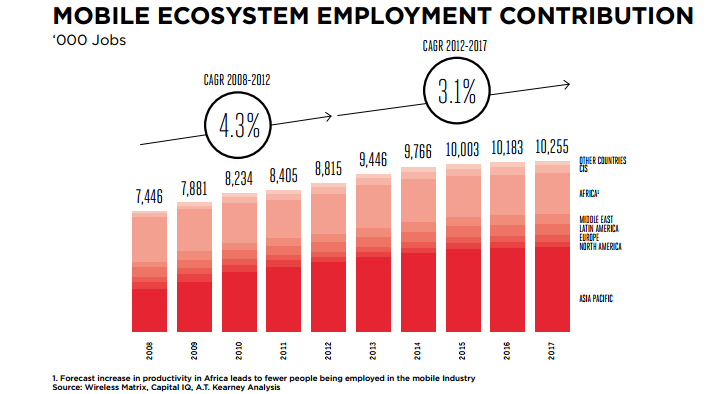 MOBILE ECOSYSTEM EMPLOYMENT CONTRIBUTION
‘000 Jobs
CAGR 2012-2017
3.1%
CAGR 2008-2012
4.3%
7,446
7,881
8,234
8,405
8,815
9,446
9,766
10,003
10,183
10,255
OTHER COUNTRIES
CIS
AFRICA¹
MIDDLE EAST
LATIN AMERICA
EUROPE
NORTH AMERICA
ASIA PACIFIC
2008
2009
2010
2011
2012
2013
2014
2015
2016
2017
1. Forecast increase in productivity in Africa leads to fewer people being employed in the mobile Industry
Source: Wireless Matrix, Capital IQ, A.T. Kearney Analysis